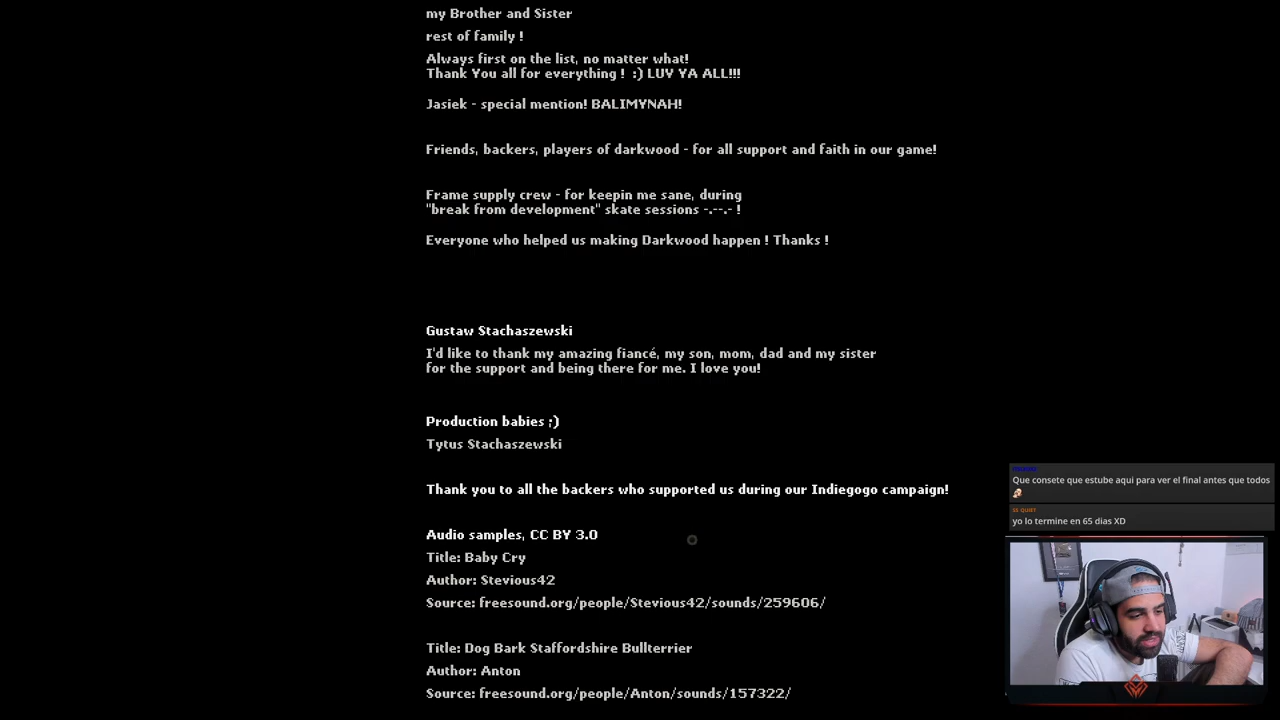 my Brother and Sister
rest of family !
Always first on the list, no matter what!
Thank You all for everything !  :) LUV YA ALL!!!
Jasiek - special mention! BALIMYNAH!
Friends, backers, players of darkwood - for all support and faith in our game!
Frame supply crew - for keepin me sane, during
"break from development" skate sessions -.--.- !
Everyone who helped us making Darkwood happen ! Thanks !
Gustaw Stachaszewski
I'd like to thank my amazing fiancé, my son, mom, dad and my sister
for the support and being there for me. I love you!
Production babies ;)
Tytus Stachaszewski
Thank you to all the backers who supported us during our Indiegogo campaign!
Audio samples, CC BY 3.0
Title: Baby Cry
Author: Stevious42
Source: freesound.org/people/Stevious42/sounds/259606/
Title: Dog Bark Staffordshire Bullterrier
Author: Anton
Source: freesound.org/people/Anton/sounds/157322/
Que consete que estube aqui para ver el final antes que todos
SS QUIET
yo lo termine en 65 dias XD